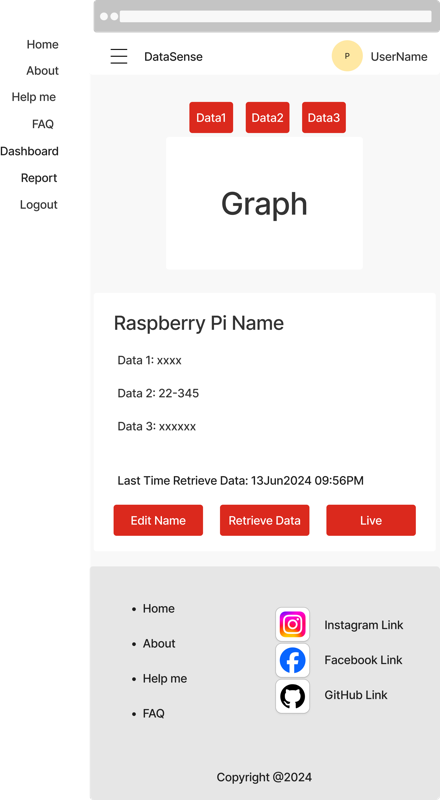 Home
About
Help me
FAQ
Dashboard
Report
Logout
DataSense
P
UserName
Data1
Data2
Data3
Graph
Raspberry Pi Name
Data 1: xxxx
Data 2: 22-345
Data 3: xxxxxx
Last Time Retrieve Data: 13Jun2024 09:56PM
Edit Name
Retrieve Data
Live
• Home
• About
• Help me
• FAQ
Instagram Link
Facebook Link
GitHub Link
Copyright @2024